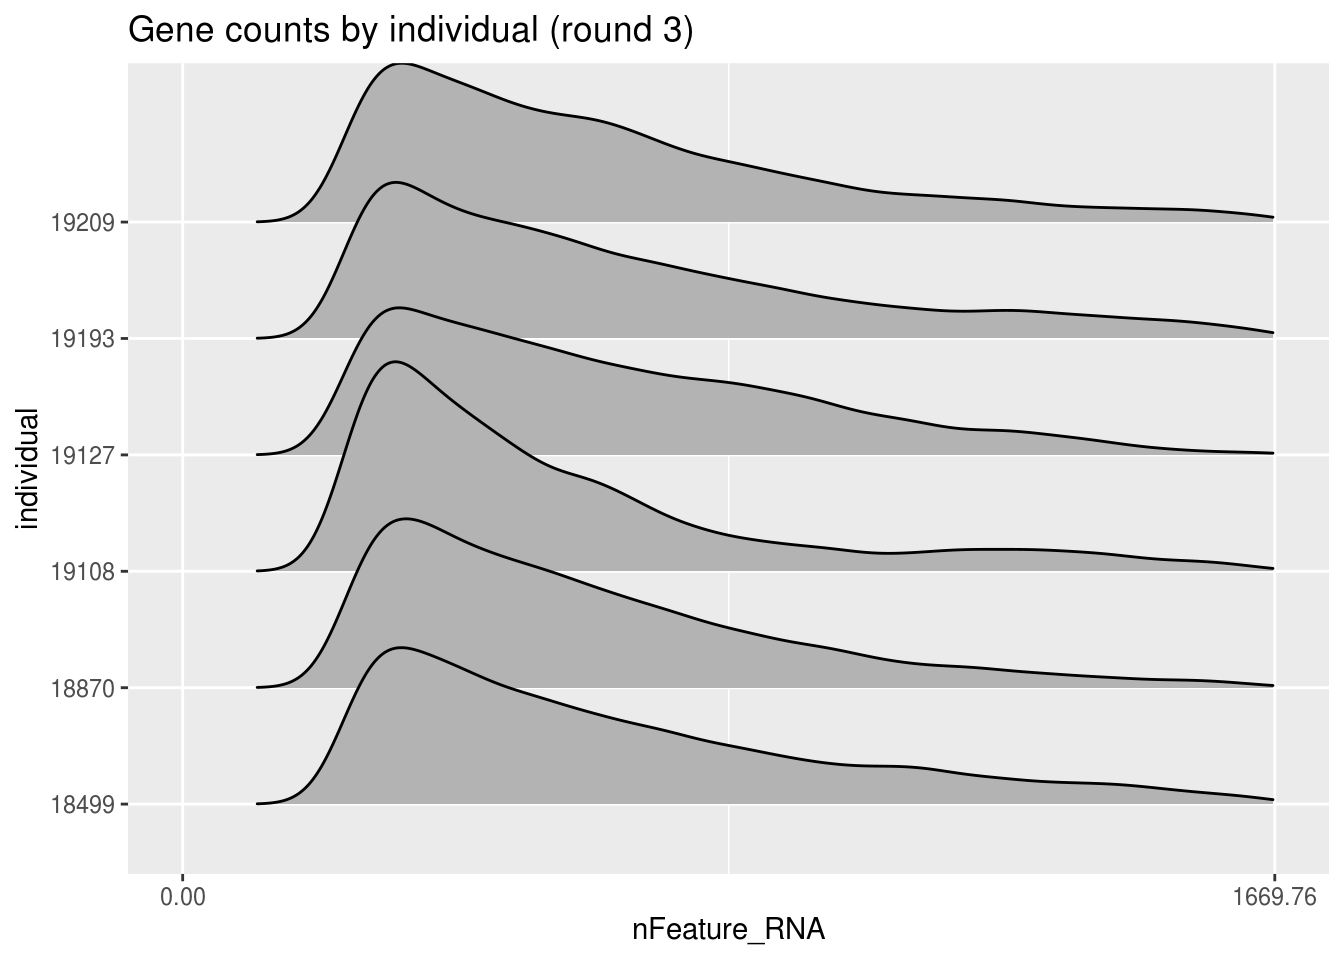 Gene counts by individual (round 3)
individual
19209
19193
19127
19108
18870
18499
0.00
1669.76
nFeature_RNA